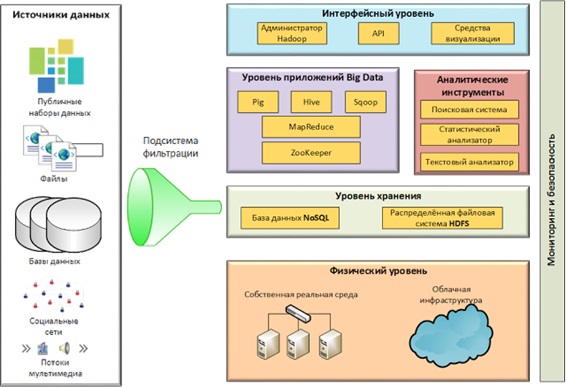 Источники данных
Публичные
наборы данных
Файлы
Базы данных
Социальные
сети
Потоки
мультимедиа
Подсистема
фильтрации
Интерфейсный уровень
Администратор
Hadoop
API
Средства
визуализации
Уровень приложений Big Data
Pig
Hive
Sqoop
MapReduce
ZooKeeper
Аналитические
инструменты
Поисковая система
Статистический
анализатор
Текстовый анализатор
Уровень хранения
База данных NoSQL
Распределённая файловая
система HDFS
Физический уровень
Собственная реальная среда
Облачная
инфраструктура
Мониторинг и безопасность